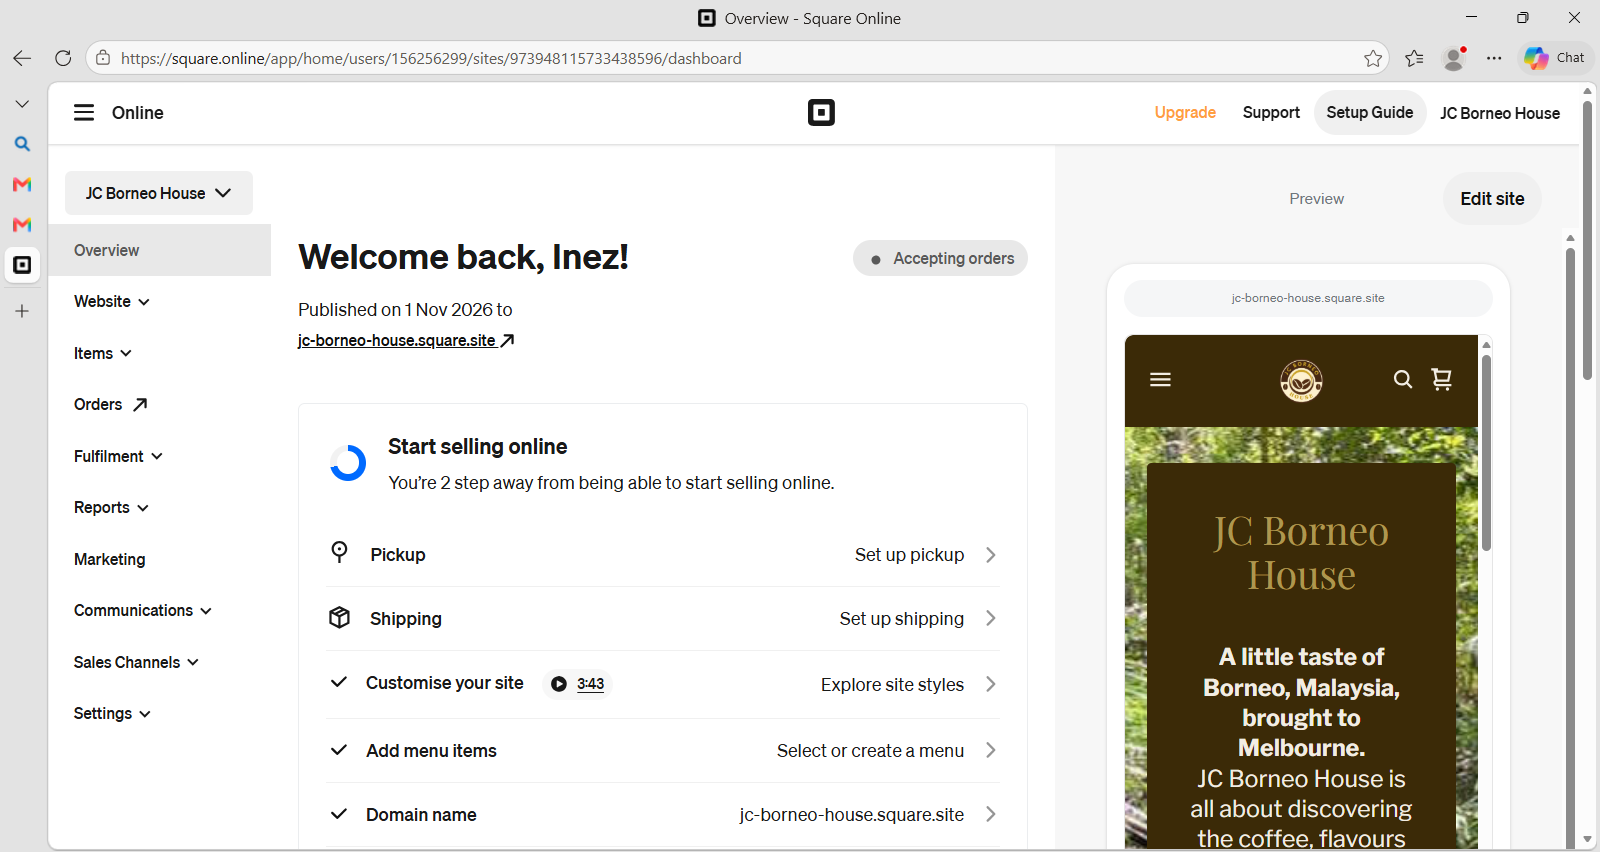 Overview - Square Online
https://square.online/app/home/users/156256299/sites/973948115733438596/dashboard
Chat
Online
Upgrade
Support
Setup Guide
JC Borneo House
JC Borneo House
Overview
Website
Items
Orders
Fulfilment
Reports
Marketing
Communications
Sales Channels
Settings
Welcome back, Inez!
Accepting orders
Published on 1 Nov 2026 to
jc-borneo-house.square.site
Start selling online
You’re 2 step away from being able to start selling online.
Pickup
Set up pickup
Shipping
Set up shipping
Customise your site
3:43
Explore site styles
Add menu items
Select or create a menu
Domain name
jc-borneo-house.square.site
Preview
Edit site
jc-borneo-house.square.site
JC BORNEO
HOUSE
JC Borneo
House
A little taste of
Borneo, Malaysia,
brought to
Melbourne.
JC Borneo House is
all about discovering
the coffee, flavours